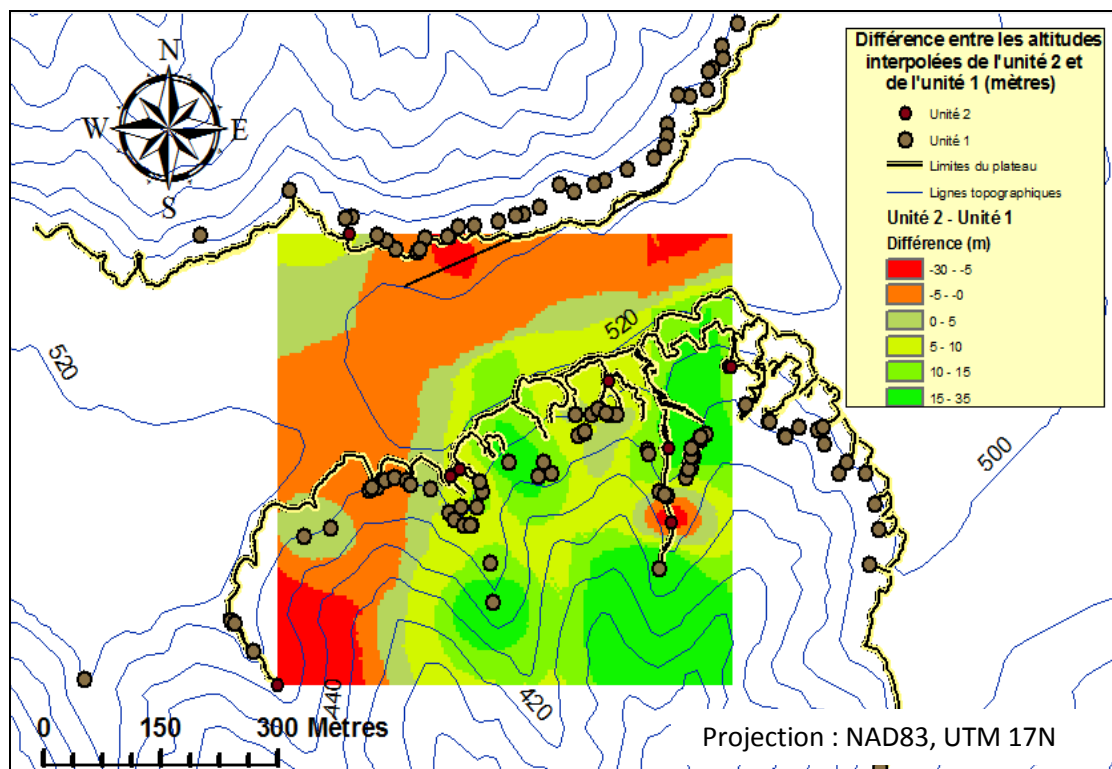 N
W
E
S
Différence entre les altitudes
interpolées de l'unité 2 et
de l'unité 1 (mètres)
Unité 2
Unité 1
Limites du plateau
Lignes topographiques
Unité 2 - Unité 1
Différence (m)
-30 - -5
-5 - -0
0 - 5
5 - 10
10 - 15
15 - 35
520
520
500
440
420
0 150 300 Mètres
Projection : NAD83, UTM 17N